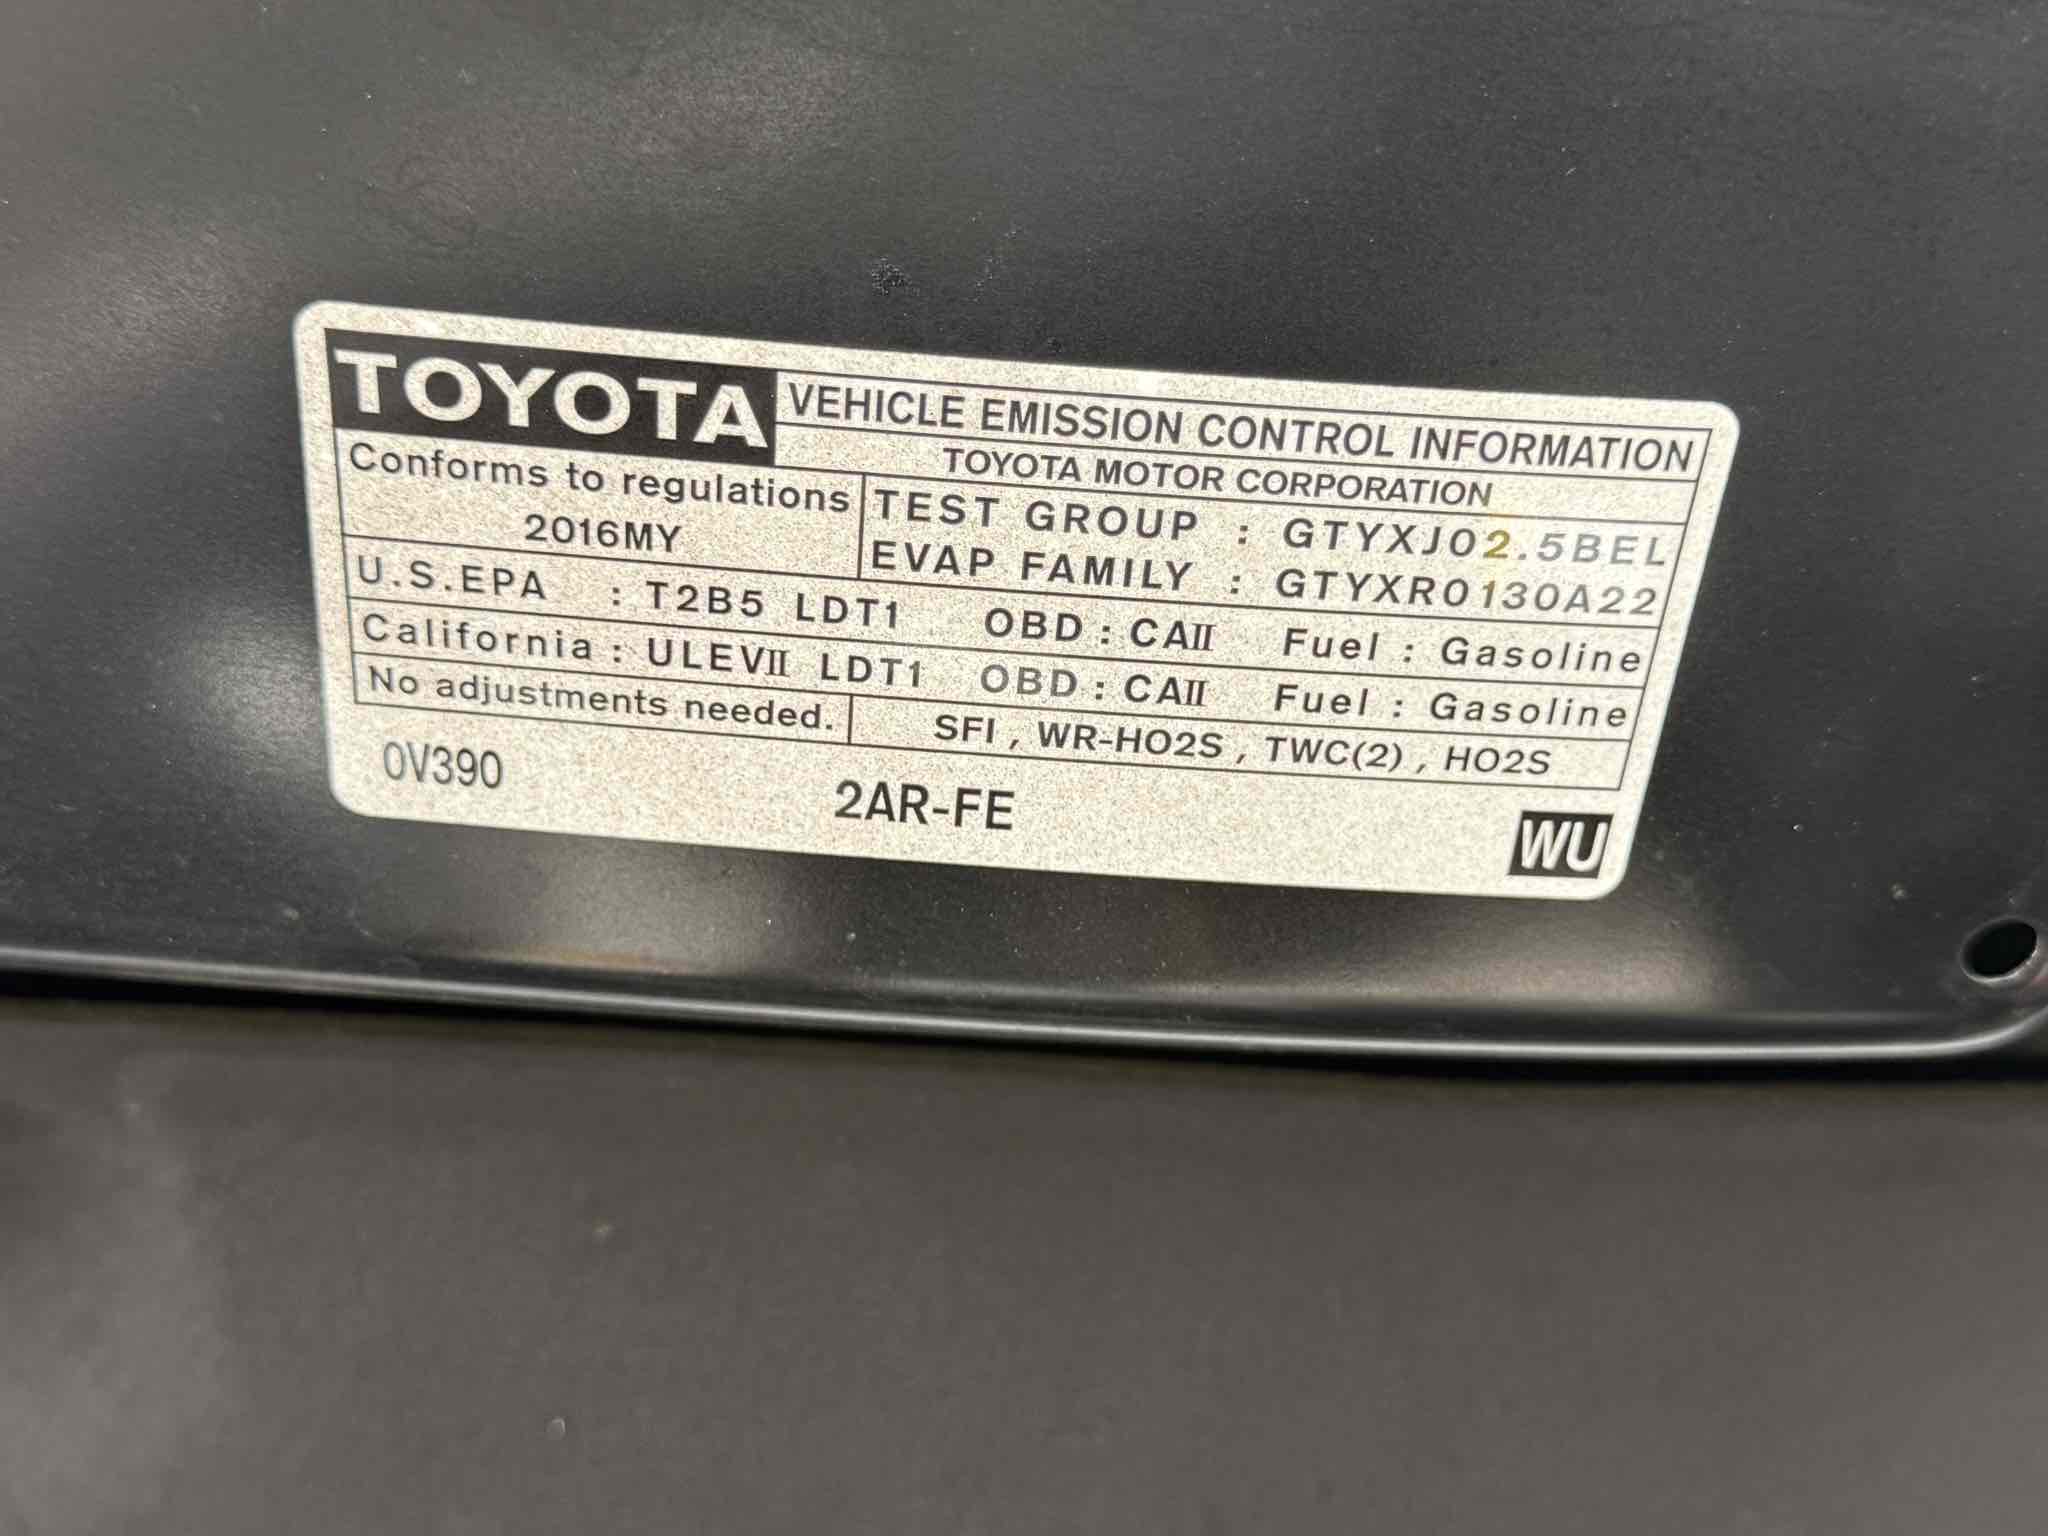 TOYOTA VEHICLE EMISSION CONTROL INFORMATION
TOYOTA MOTOR CORPORATION
Conforms to regulations
2016MY
TEST GROUP : GTYXJ02.5BEL
EVAP FAMILY : GTYXR0130A22
U.S.EPA : T2B5 LDT1 OBD : CAII Fuel : Gasoline
California : ULEVII LDT1 OBD : CAII Fuel : Gasoline
No adjustments needed. SFI , WR-HO2S , TWC(2) , HO2S
0V390 2AR-FE WU